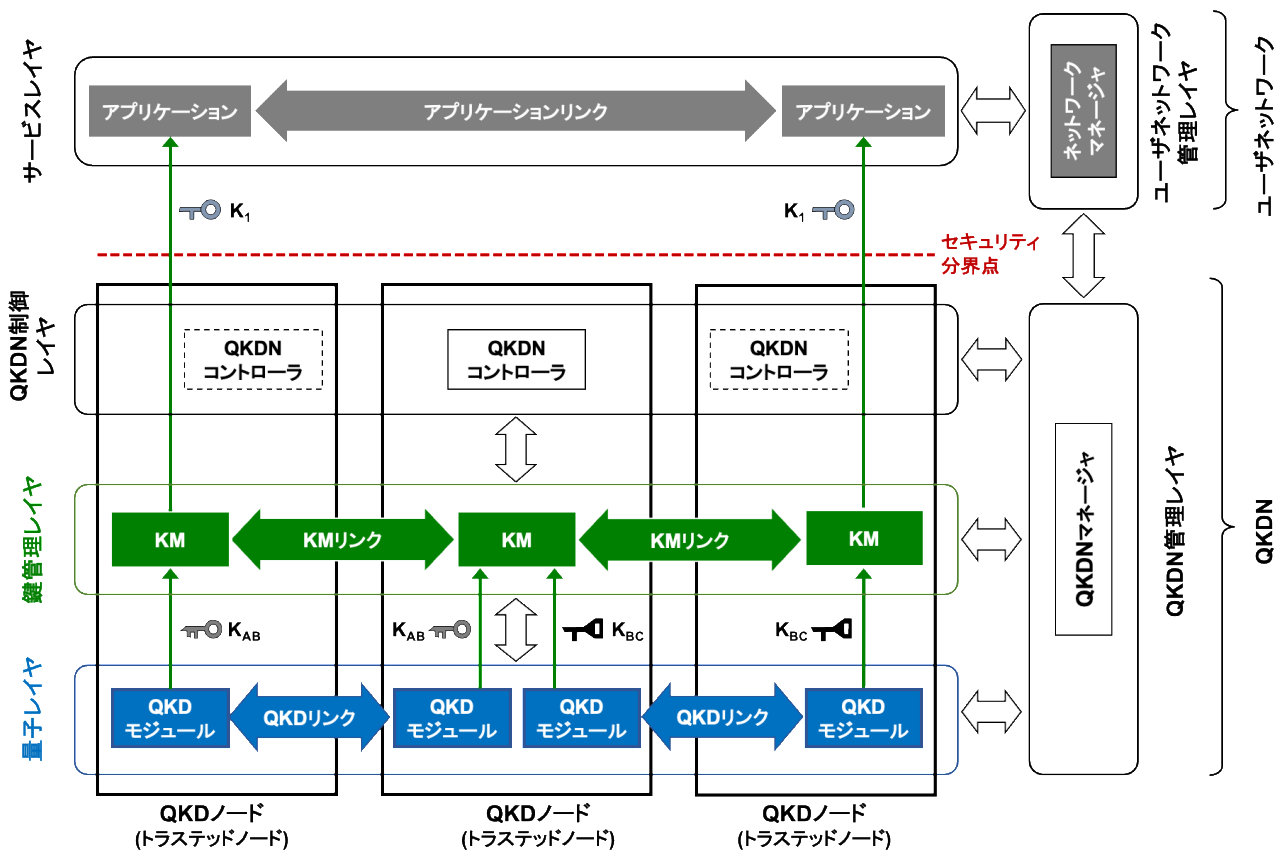 サービスレイヤ
アプリケーション
アプリケーションリンク
アプリケーション
ネットワーク
マネージャ
ユーザネットワーク
管理レイヤ
ユーザネットワーク
K1
K1
セキュリティ
分界点
QKDN制御
レイヤ
QKDN
コントローラ
QKDN
コントローラ
QKDN
コントローラ
鍵管理レイヤ
KM
KMリンク
KM
KMリンク
KM
QKDNマネージャ
QKDN管理レイヤ
QKDN
KAB
KAB
KBC
KBC
量子レイヤ
QKD
モジュール
QKDリンク
QKD
モジュール
QKD
モジュール
QKDリンク
QKD
モジュール
QKDノード
(トラステッドノード)
QKDノード
(トラステッドノード)
QKDノード
(トラステッドノード)